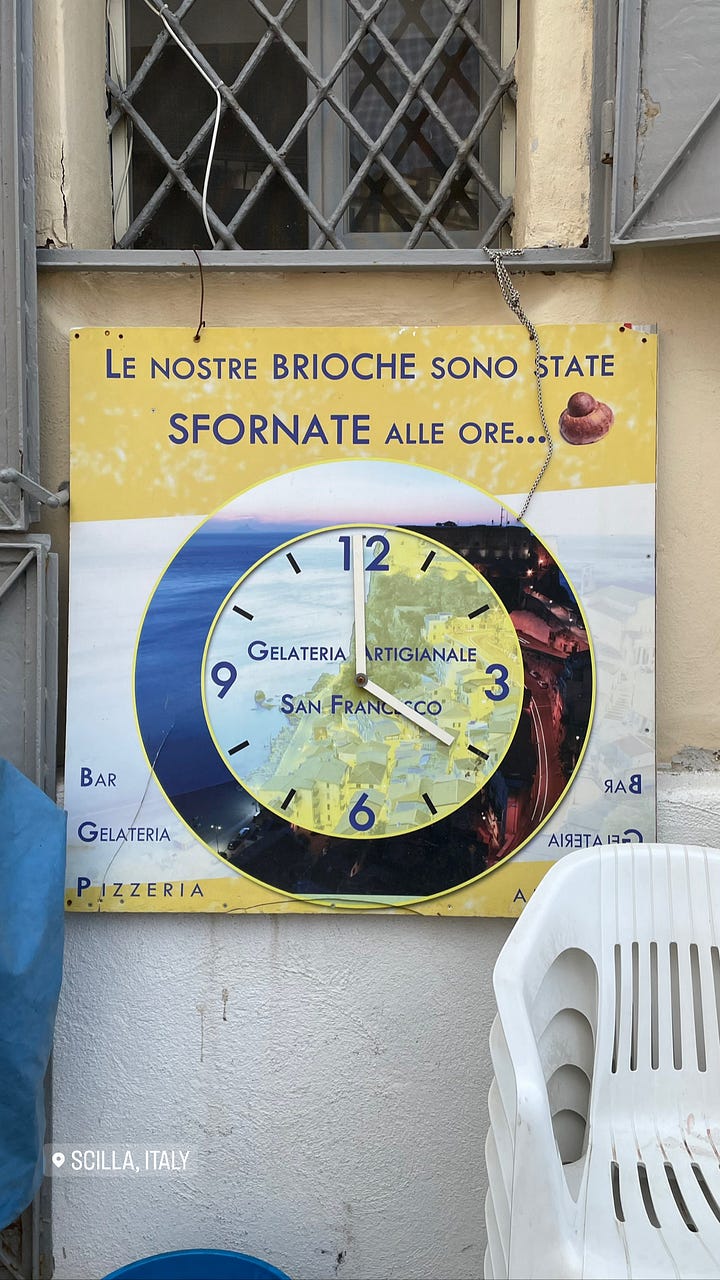 Le nostre BRIOCHE sono state
SFORNATE alle ore...
12
Gelateria Artigianale
9
3
San Francesco
6
Bar
Bar
Gelateria
Gelateria
Pizzeria
SCILLA, ITALY